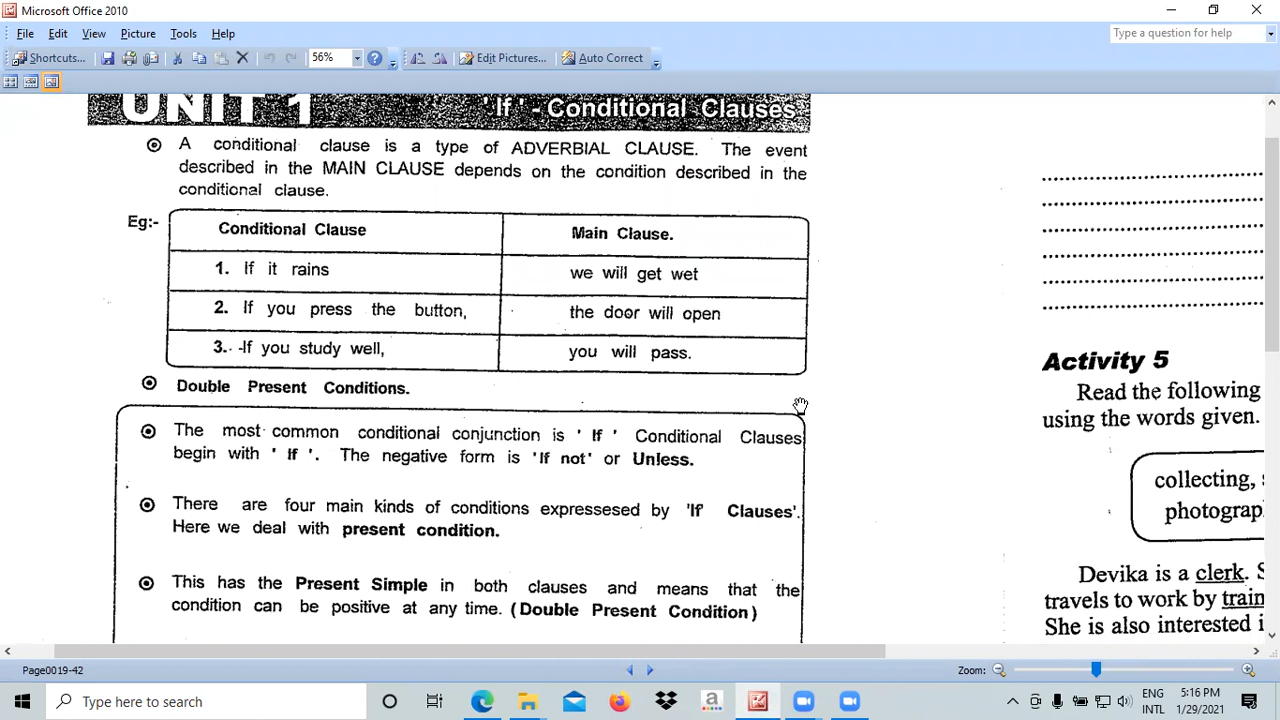 Microsoft Office 2010
File Edit View Picture Tools Help
Type a question for help
Shortcuts...
56%
Edit Pictures...
Auto Correct
UNIT 1
' If ' - Conditional Clauses
A conditional clause is a type of ADVERBIAL CLAUSE. The event
described in the MAIN CLAUSE depends on the condition described in the
conditional clause.
Eg:-
Conditional Clause Main Clause.
1. If it rains we will get wet
2. If you press the button, the door will open
3. -If you study well, you will pass.
Double Present Conditions.
The most common conditional conjunction is ' If ' Conditional Clauses
begin with ' If '. The negative form is 'If not' or Unless.
There are four main kinds of conditions expressesed by 'If' Clauses'.
Here we deal with present condition.
This has the Present Simple in both clauses and means that the
condition can be positive at any time. (Double Present Condition)
Activity 5
Read the following
using the words given.
collecting,
photograp
Devika is a clerk. S
travels to work by train
She is also interested i
Page0019-42
Zoom:
Type here to search
a
ENG
INTL
5:16 PM
1/29/2021